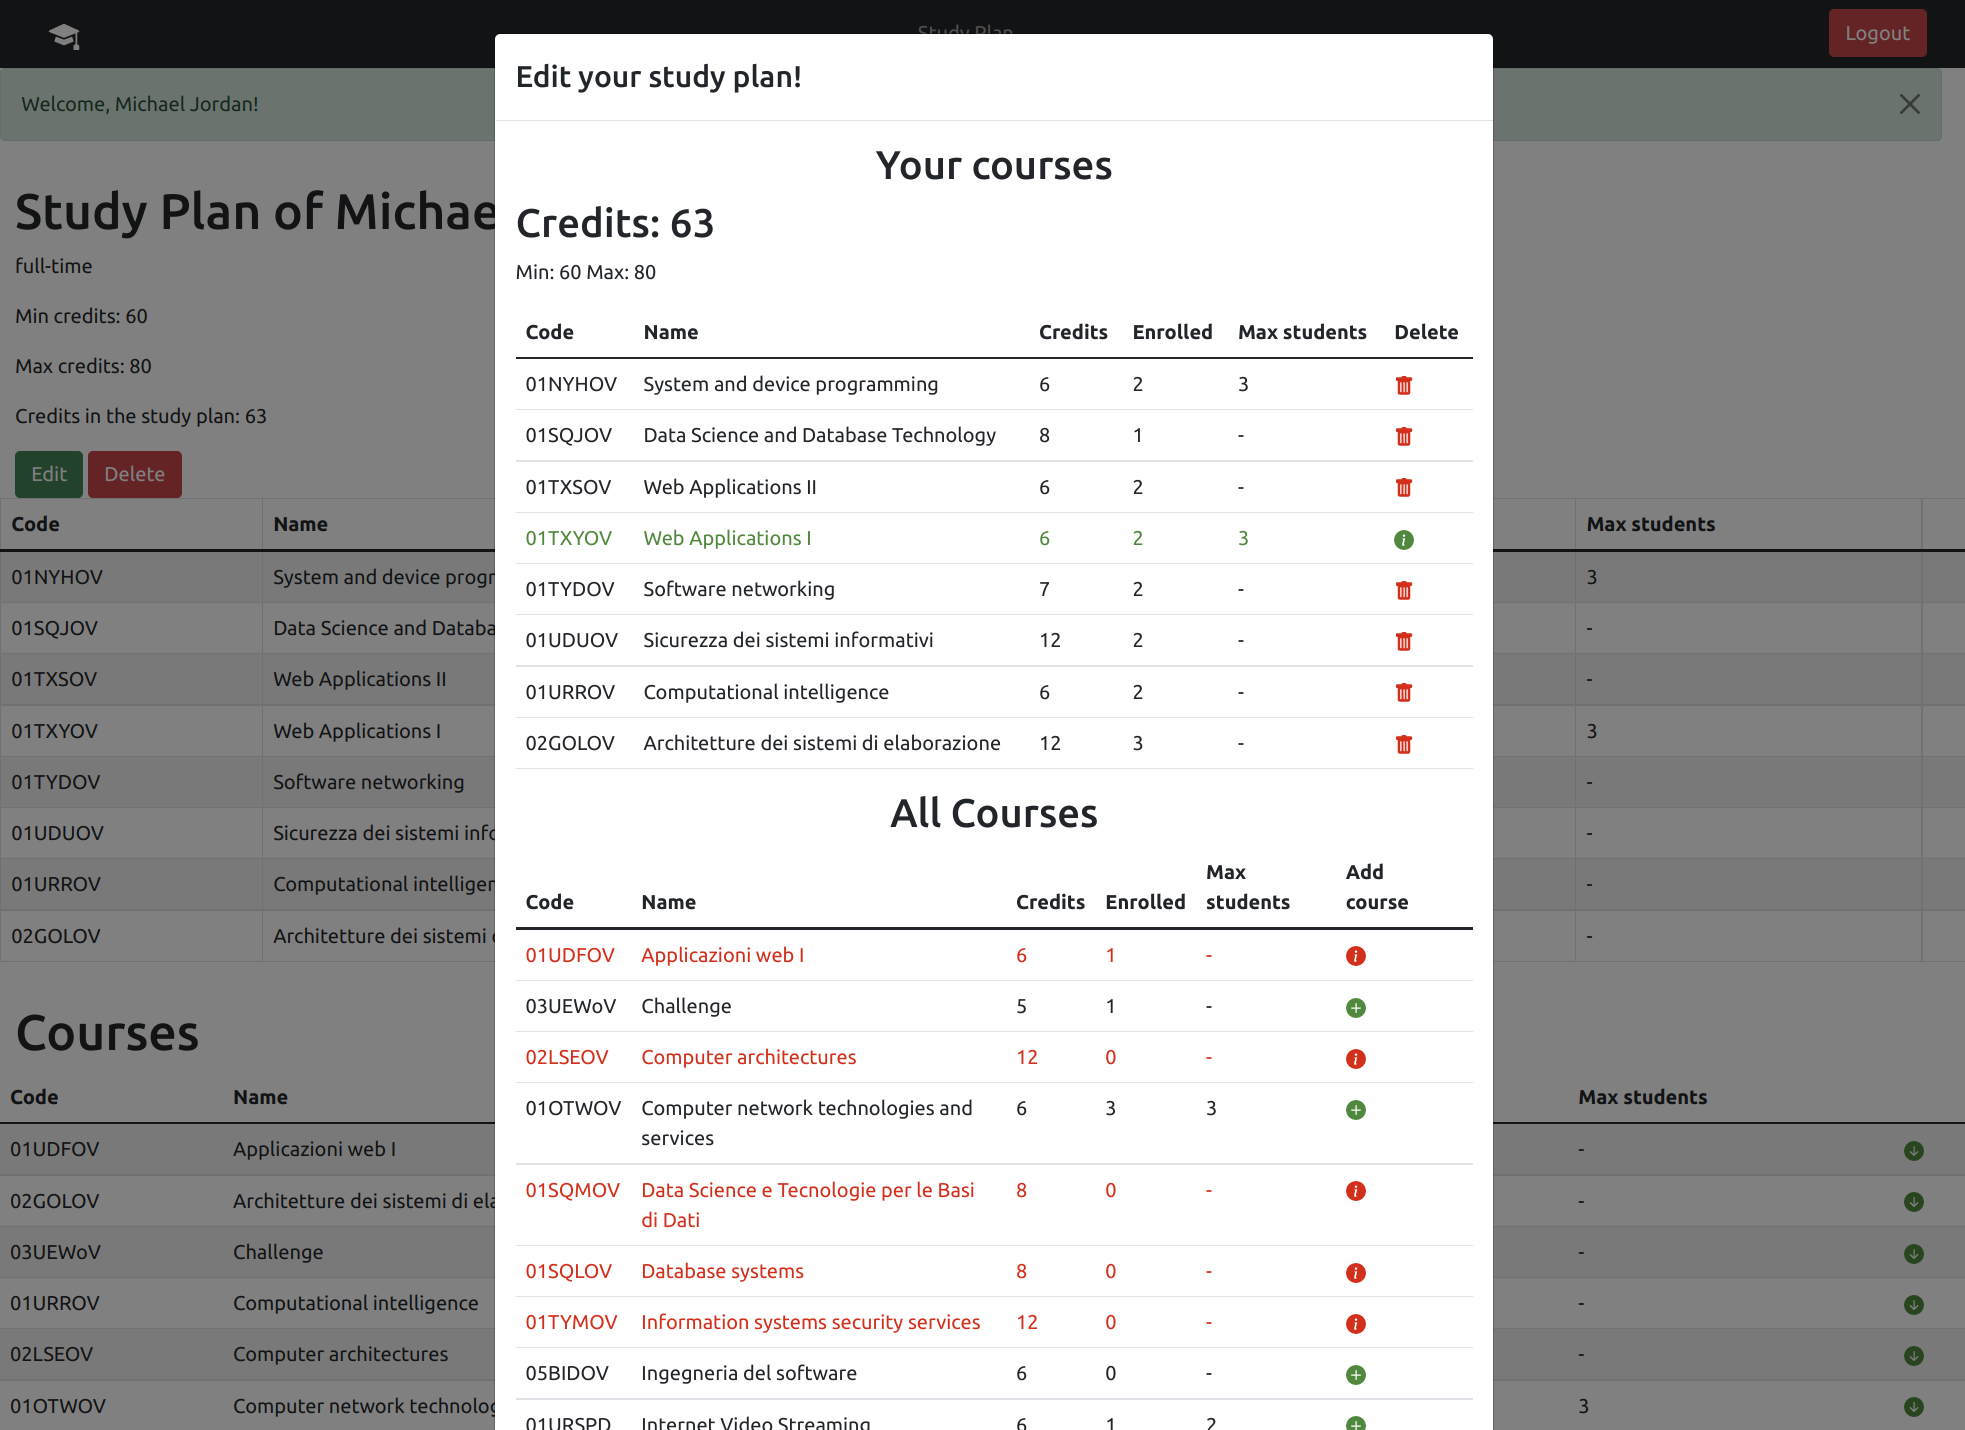 Study Plan
Logout
Welcome, Michael Jordan!
Study Plan of Michae
full-time
Min credits: 60
Max credits: 80
Credits in the study plan: 63
Edit Delete
Code Name Max students
01NYHOV System and device progr 3
01SQJOV Data Science and Databa -
01TXSOV Web Applications II -
01TXYOV Web Applications I 3
01TYDOV Software networking -
01UDUOV Sicurezza dei sistemi info -
01URROV Computational intelliger -
02GOLOV Architetture dei sistemi -
Courses
Code Name Max students
01UDFOV Applicazioni web I -
02GOLOV Architetture dei sistemi di ela -
03UEWoV Challenge -
01URROV Computational intelligence -
02LSEOV Computer architectures -
01OTWOV Computer network technolog 3
Edit your study plan!
Your courses
Credits: 63
Min: 60 Max: 80
Code Name Credits Enrolled Max students Delete
01NYHOV System and device programming 6 2 3
01SQJOV Data Science and Database Technology 8 1 -
01TXSOV Web Applications II 6 2 -
01TXYOV Web Applications I 6 2 3
01TYDOV Software networking 7 2 -
01UDUOV Sicurezza dei sistemi informativi 12 2 -
01URROV Computational intelligence 6 2 -
02GOLOV Architetture dei sistemi di elaborazione 12 3 -
All Courses
Code Name Credits Enrolled Max students Add course
01UDFOV Applicazioni web I 6 1 -
03UEWoV Challenge 5 1 -
02LSEOV Computer architectures 12 0 -
01OTWOV Computer network technologies and 6 3 3
services
01SQMOV Data Science e Tecnologie per le Basi 8 0 -
di Dati
01SQLOV Database systems 8 0 -
01TYMOV Information systems security services 12 0 -
05BIDOV Ingegneria del software 6 0 -
01URSPD Internet Video Streaming 6 1 2